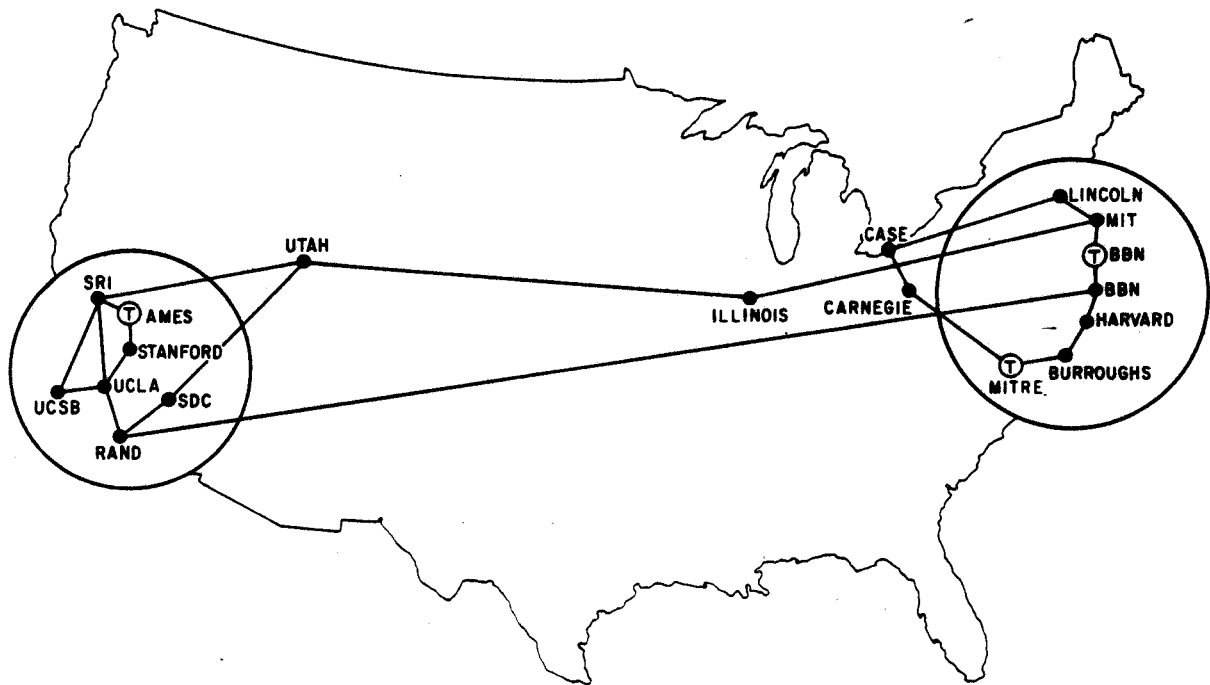 LINCOLN
MIT
CASE
UTAH
T BBN
SRI
BBN
CARNEGIE
T AMES
ILLINOIS
HARVARD
STANFORD
T
BURROUGHS
UCLA
MITRE
SDC
UCSB
RAND